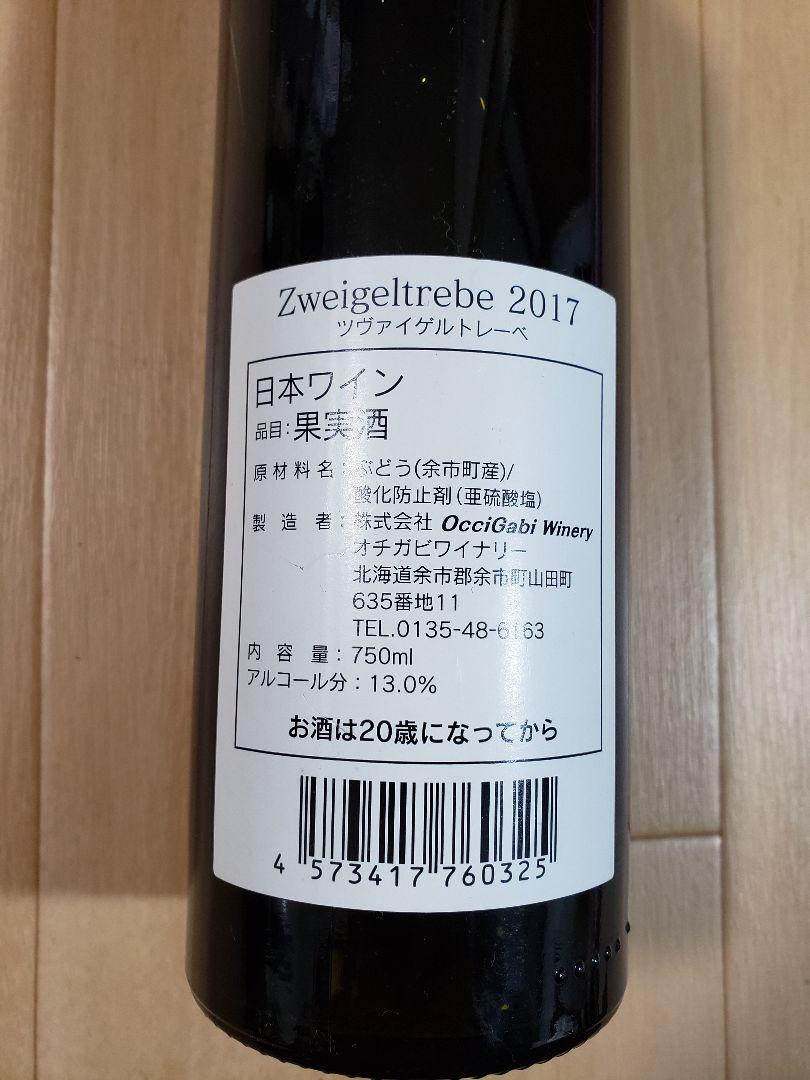 Zweigeltrebe 2017
ツヴァイゲルトレーベ
日本ワイン
品目:果実酒
原材料名:ぶどう(余市町産)/
酸化防止剤(亜硫酸塩)
製造者:株式会社 OcciGabi Winery
オチガビワイナリー
北海道余市郡余市町山田町
635番地11
TEL.0135-48-6163
内容量:750ml
アルコール分:13.0%
お酒は20歳になってから
4 573417 760325